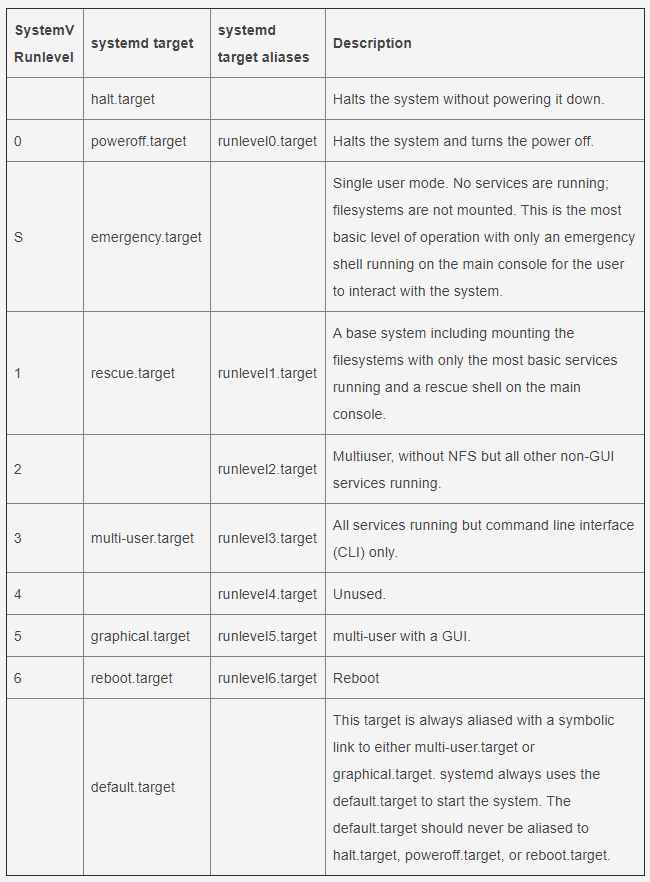 SystemV Runlevel systemd target systemd target aliases Description
halt.target Halts the system without powering it down.
0 poweroff.target runlevel0.target Halts the system and turns the power off.
S emergency.target Single user mode. No services are running;
filesystems are not mounted. This is the most
basic level of operation with only an emergency
shell running on the main console for the user
to interact with the system.
1 rescue.target runlevel1.target A base system including mounting the
filesystems with only the most basic services
running and a rescue shell on the main
console.
2 runlevel2.target Multiuser, without NFS but all other non-GUI
services running.
3 multi-user.target runlevel3.target All services running but command line interface
(CLI) only.
4 runlevel4.target Unused.
5 graphical.target runlevel5.target multi-user with a GUI.
6 reboot.target runlevel6.target Reboot
default.target This target is always aliased with a symbolic
link to either multi-user.target or
graphical.target. systemd always uses the
default.target to start the system. The
default.target should never be aliased to
halt.target, poweroff.target, or reboot.target.